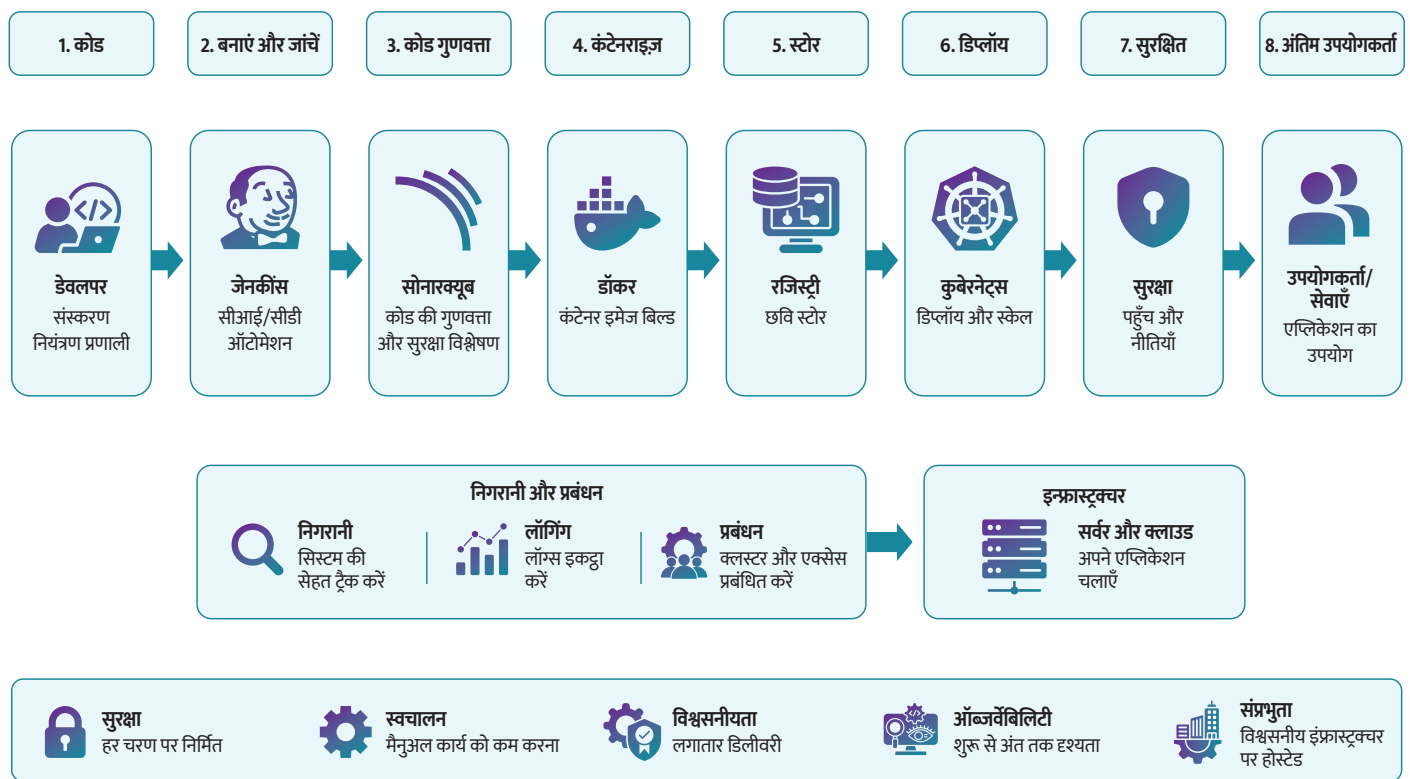 1. कोड
2. बनाएं और जांचें
3. कोड गुणवत्ता
4. कंटेनराइज़
5. स्टोर
6. डिप्लॉय
7. सुरक्षित
8. अंतिम उपयोगकर्ता
डेवलपर
संस्करण
नियंत्रण प्रणाली
जेनकींस
सीआई/सीडी
ऑटोमेशन
सोनारक्यूब
कोड की गुणवत्ता
और सुरक्षा विश्लेषण
डॉकर
कंटेनर इमेज बिल्ड
रजिस्ट्री
छवि स्टोर
कुबेरनेट्स
डिप्लॉय और स्केल
सुरक्षा
पहुँच और
नीतियाँ
उपयोगकर्ता/
सेवाएँ
एप्लिकेशन का
उपयोग
निगरानी और प्रबंधन
निगरानी
सिस्टम की
सेहत ट्रैक करें
लॉगिंग
लॉग्स इकट्ठा
करें
प्रबंधन
क्लस्टर और एक्सेस
प्रबंधित करें
इन्फ्रास्ट्रक्चर
सर्वर और क्लाउड
अपने एप्लिकेशन
चलाएँ
सुरक्षा
हर चरण पर निर्मित
स्वचालन
मैनुअल कार्य को कम करना
विश्वसनीयता
लगातार डिलीवरी
ऑब्जर्वेबिलिटी
शुरू से अंत तक दृश्यता
संप्रभुता
विश्वसनीय इंफ्रास्ट्रक्चर
पर होस्टेड